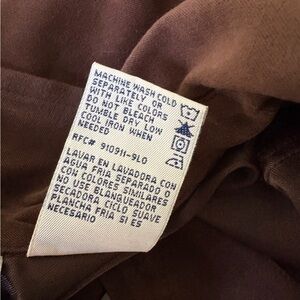 MACHINE WASH COLD
SEPARATELY OR
WITH LIKE COLORS
DO NOT BLEACH
TUMBLE DRY LOW
COOL IRON WHEN
NEEDED
RFC# 910911-9L0
LAVAR EN LAVADORA CON
AGUA FRIA SEPARADO O
CON COLORES SIMILARES
NO USE BLANQUEADOR
SECADORA CICLO SUAVE
PLANCHA FRIA SI ES
NECESARIO